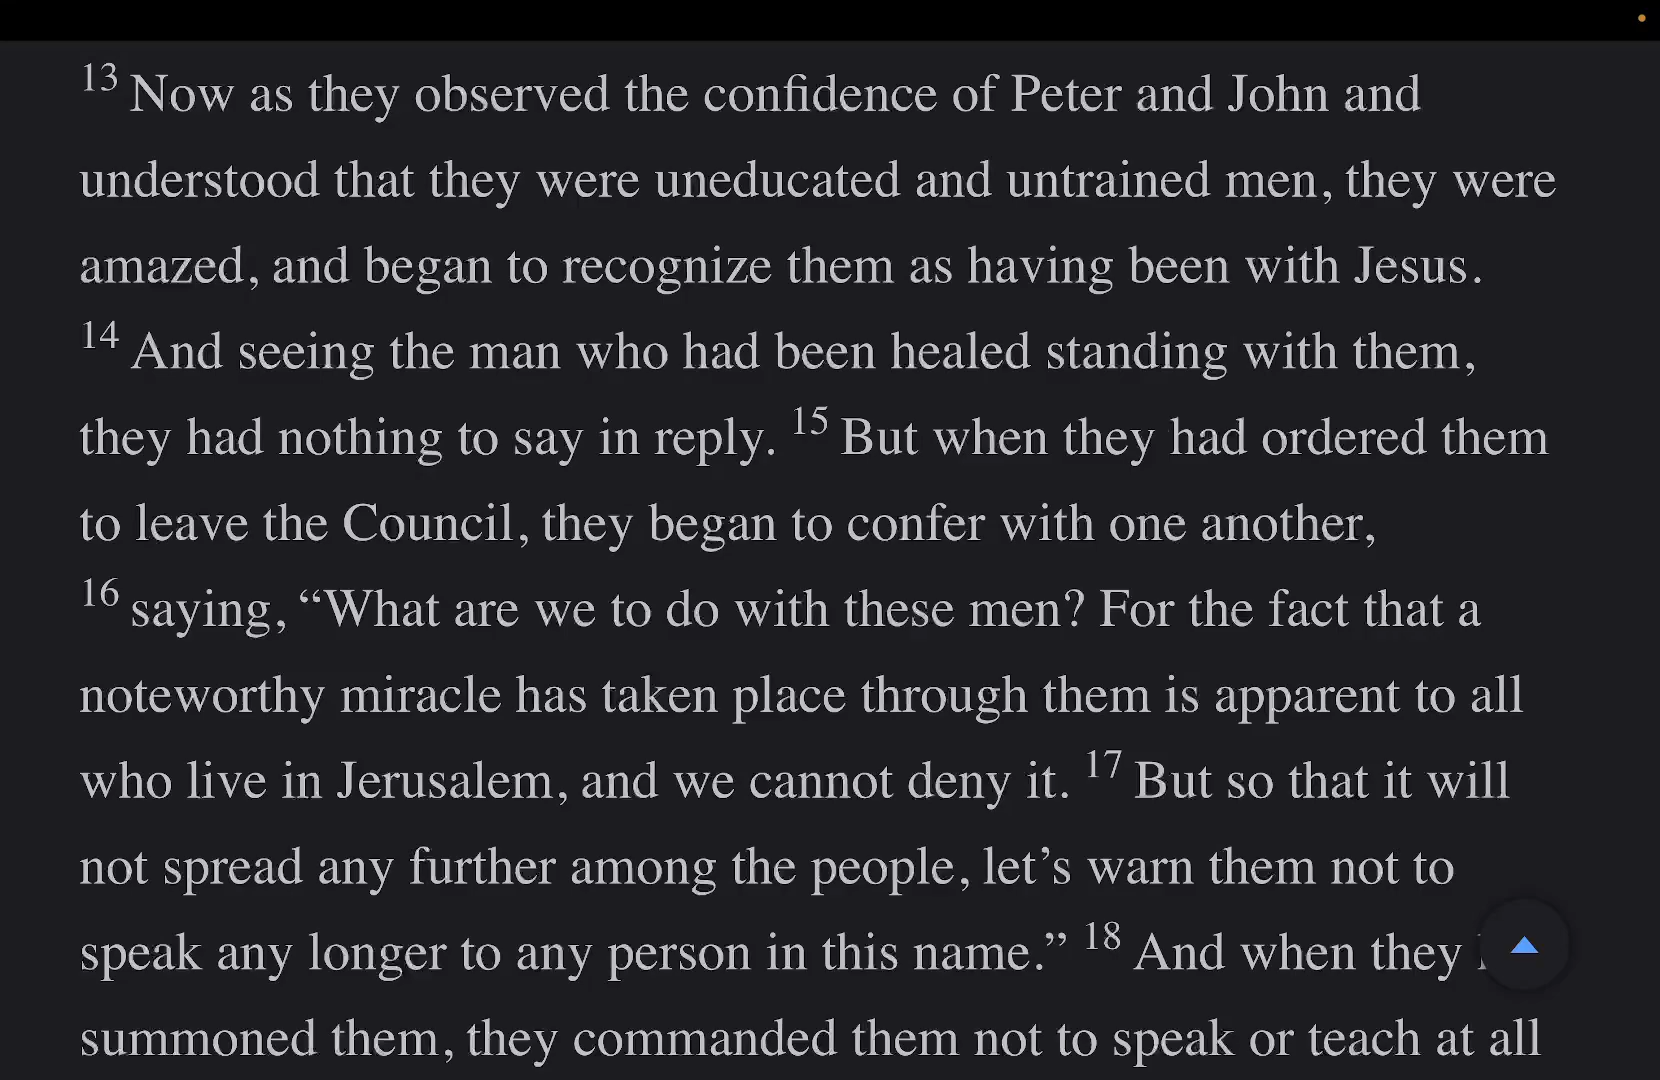 13 Now as they observed the confidence of Peter and John and
understood that they were uneducated and untrained men, they were
amazed, and began to recognize them as having been with Jesus.
14 And seeing the man who had been healed standing with them,
they had nothing to say in reply. 15 But when they had ordered them
to leave the Council, they began to confer with one another,
16 saying, “What are we to do with these men? For the fact that a
noteworthy miracle has taken place through them is apparent to all
who live in Jerusalem, and we cannot deny it. 17 But so that it will
not spread any further among the people, let’s warn them not to
speak any longer to any person in this name.” 18 And when they
summoned them, they commanded them not to speak or teach at all